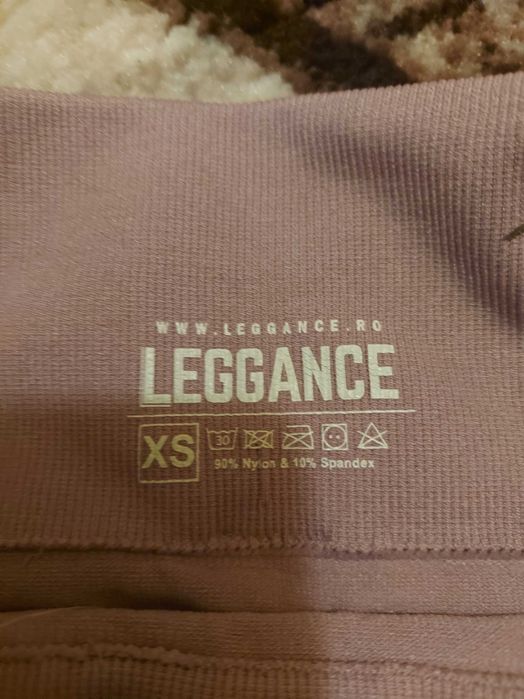 WWW.LEGGANCE.RO
LEGGANCE
XS 30
90% Nylon & 10% Spandex